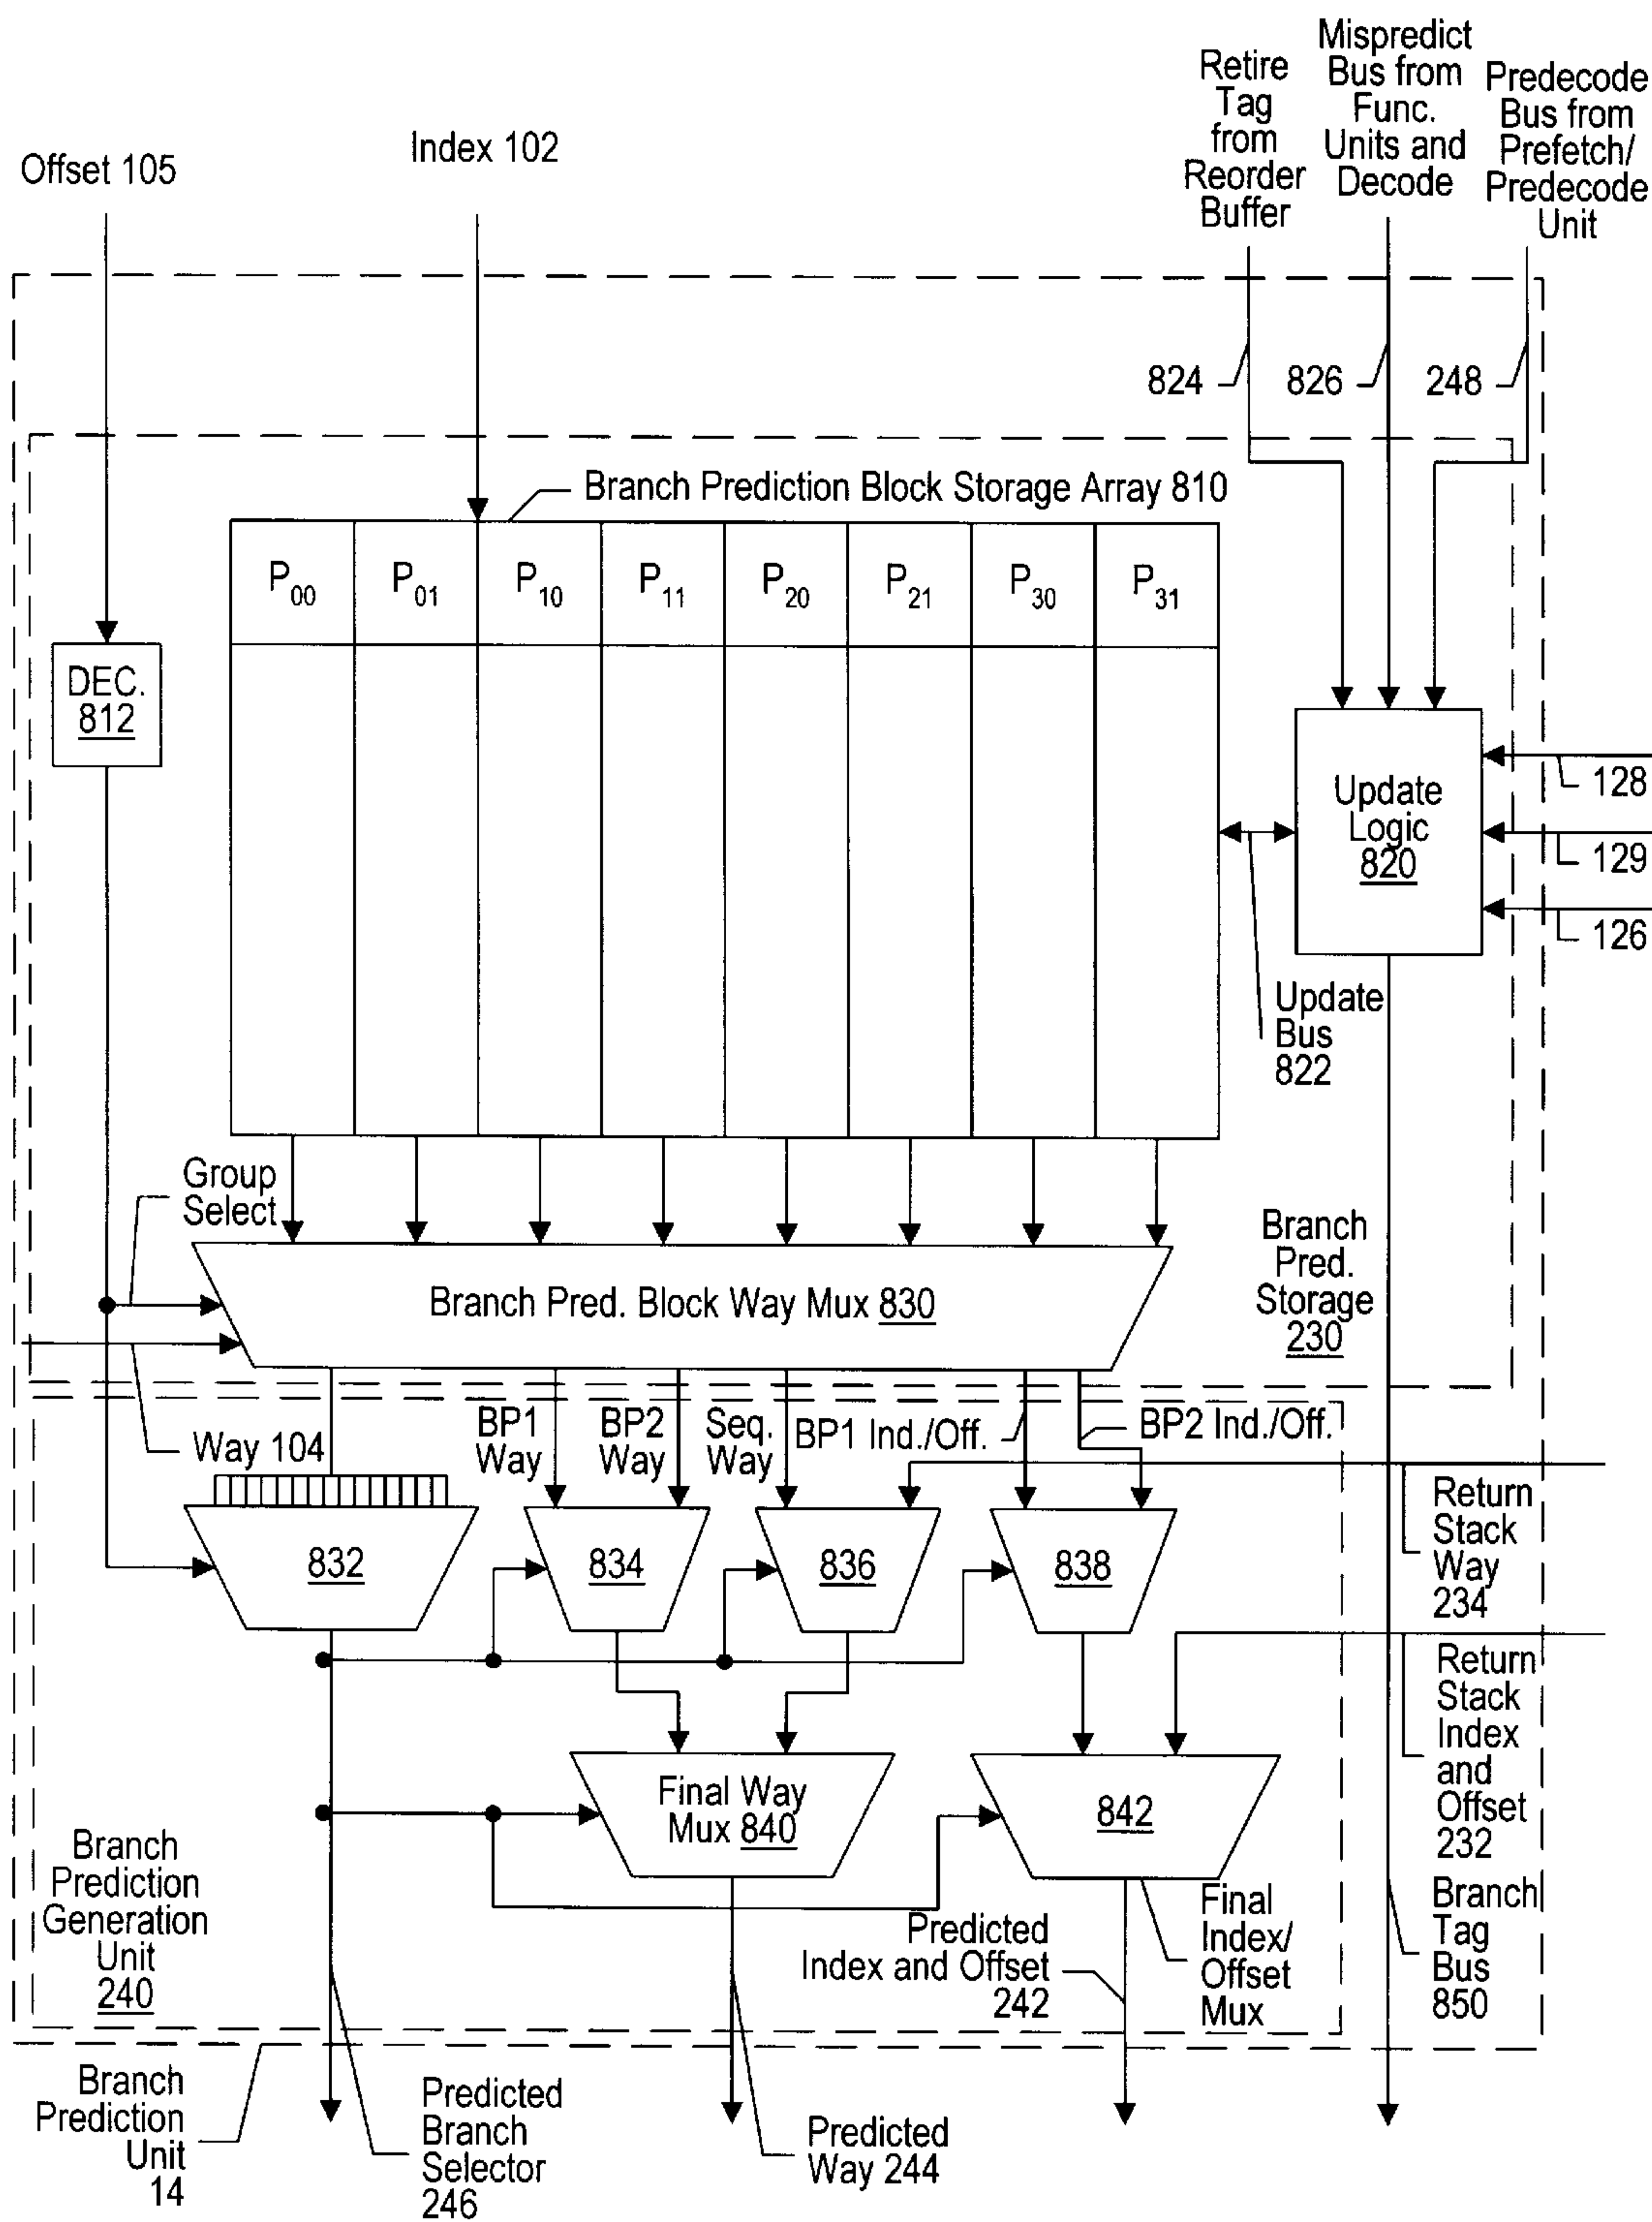 Offset 105
Index 102
Retire
Tag
from
Reorder
Buffer
Mispredict
Bus from
Func.
Units and
Decode
Predecode
Bus from
Prefetch/
Predecode
Unit
824
826
248
Branch Prediction Block Storage Array 810
P00
P01
P10
P11
P20
P21
P30
P31
DEC.
812
Update
Logic
820
128
129
126
Update
Bus
822
Group
Select
Branch Pred. Block Way Mux 830
Branch
Pred.
Storage
230
Way 104
BP1
Way
BP2
Way
Seq.
Way
BP1 Ind./Off.
BP2 Ind./Off.
832
834
836
838
Return
Stack
Way
234
Return
Stack
Index
and
Offset
232
Final Way
Mux 840
842
Branch
Prediction
Generation
Unit
240
Predicted
Index and Offset
242
Final
Index/
Offset
Mux
Branch
Tag
Bus
850
Branch
Prediction
Unit
14
Predicted
Branch
Selector
246
Predicted
Way 244